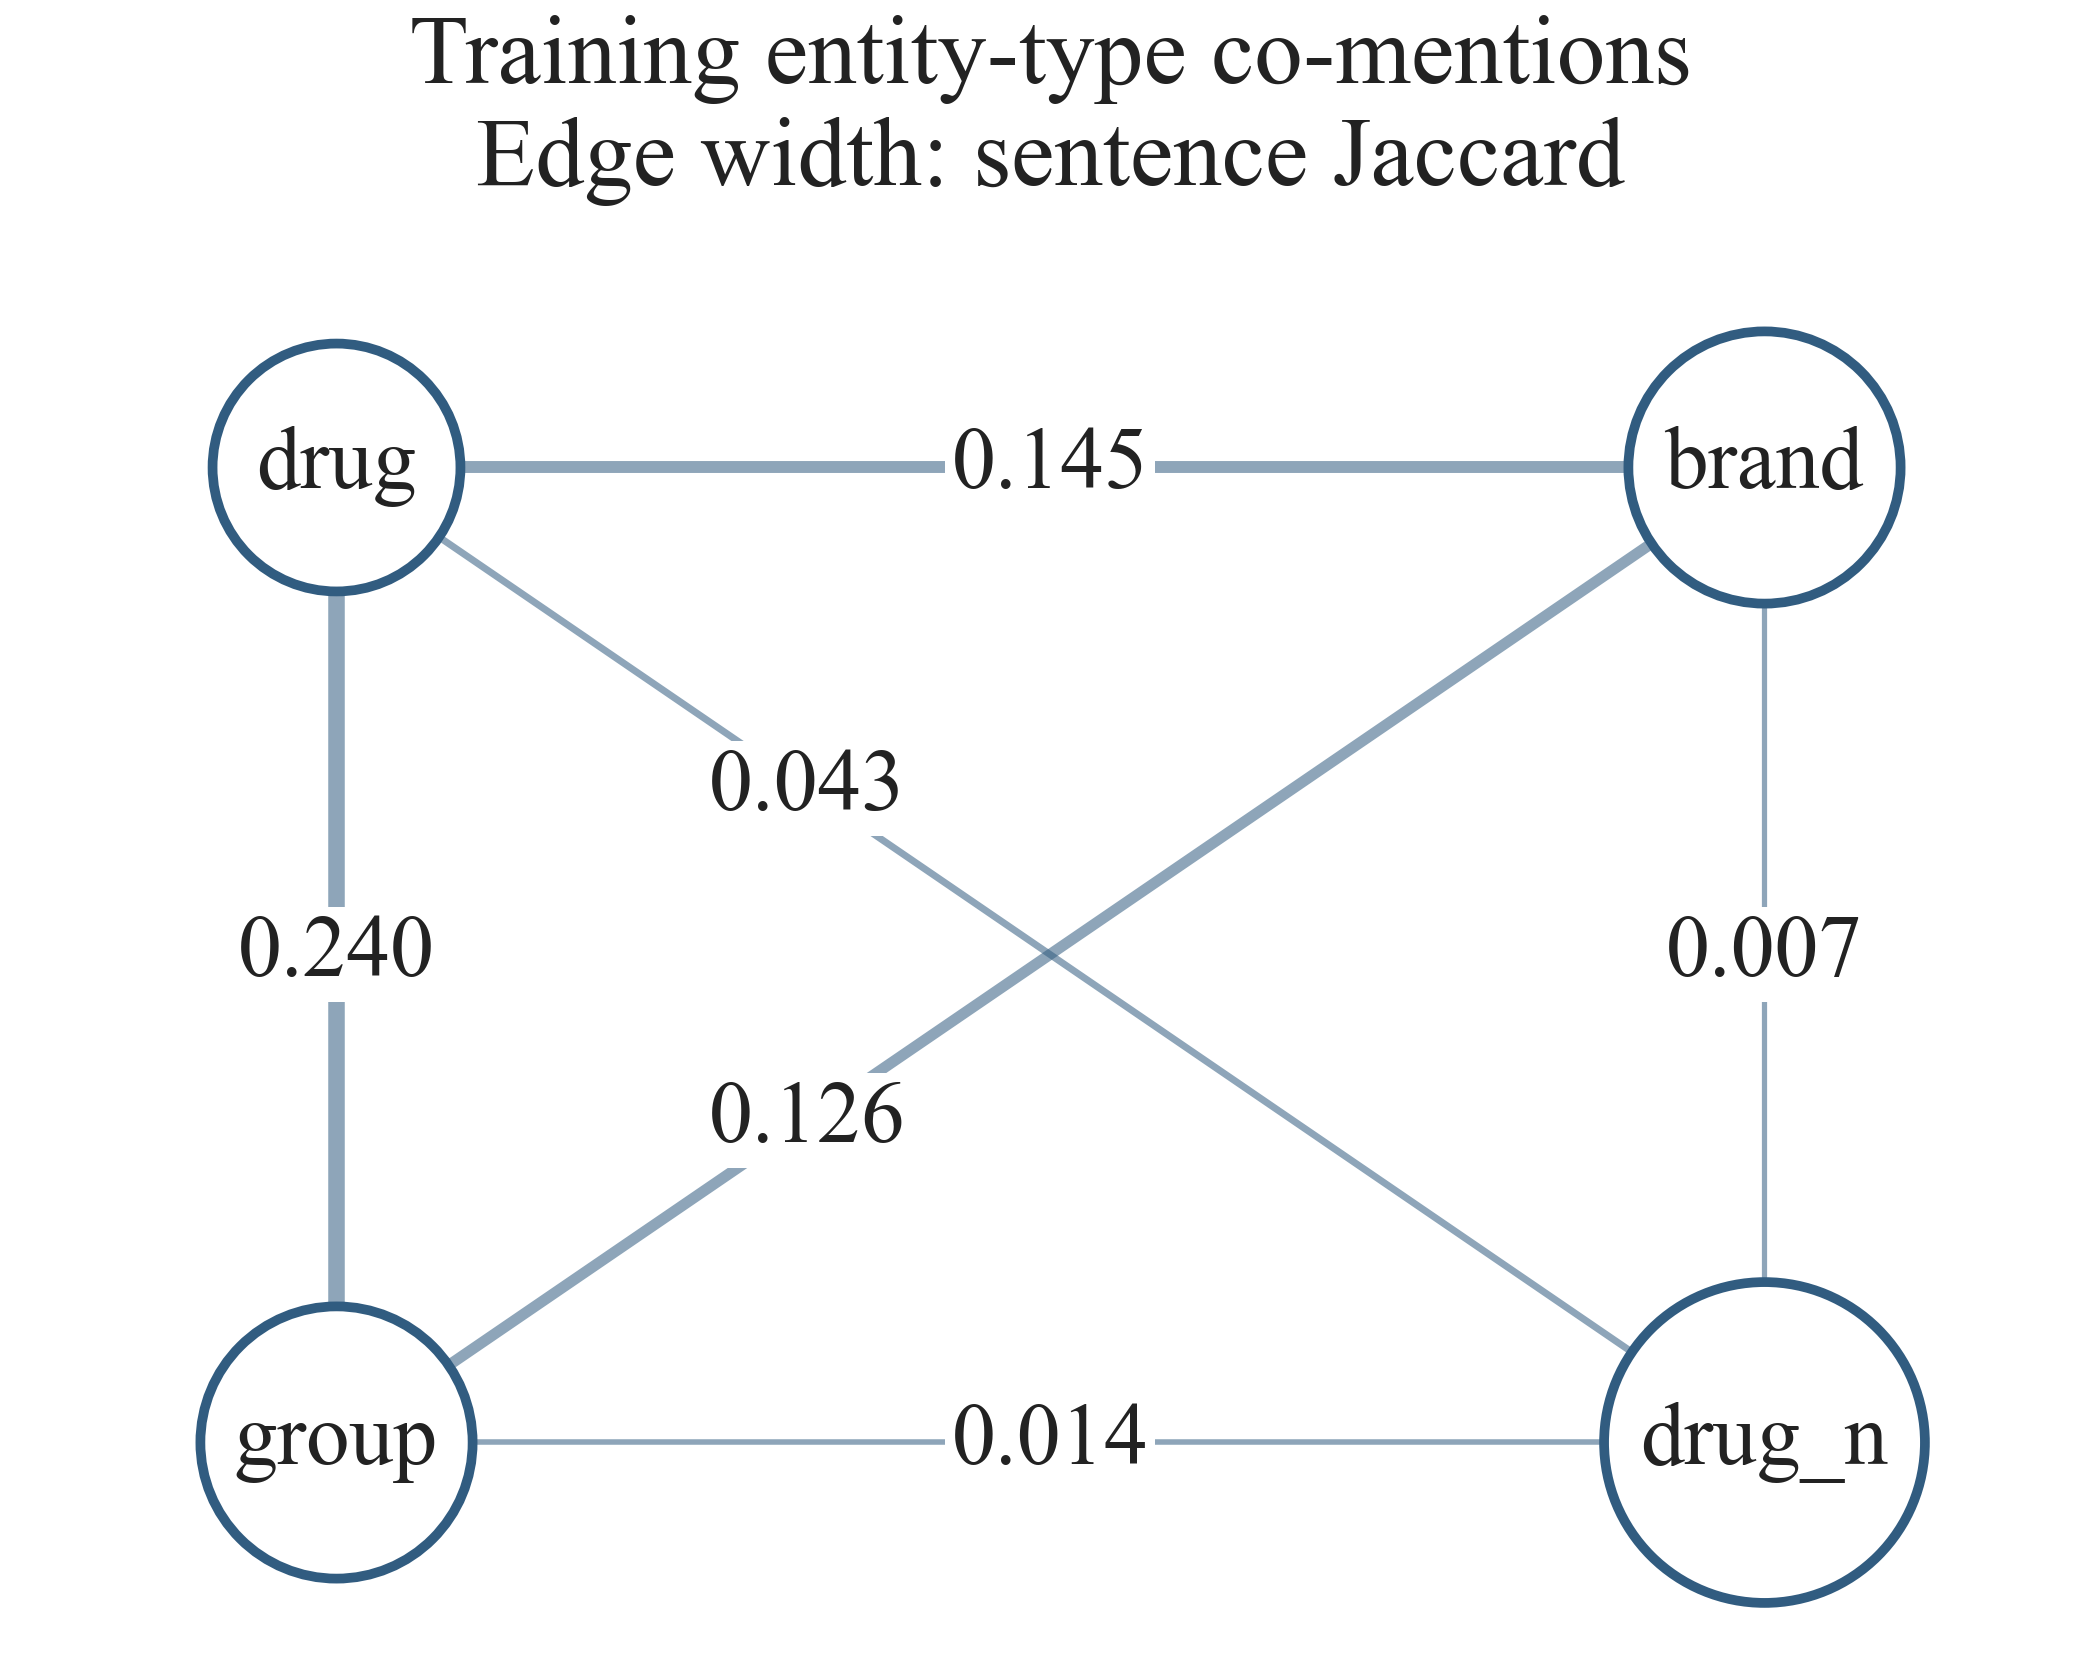 Training entity-type co-mentions
Edge width: sentence Jaccard
drug
0.145
brand
0.043
0.240
0.007
0.126
group
0.014
drug_n